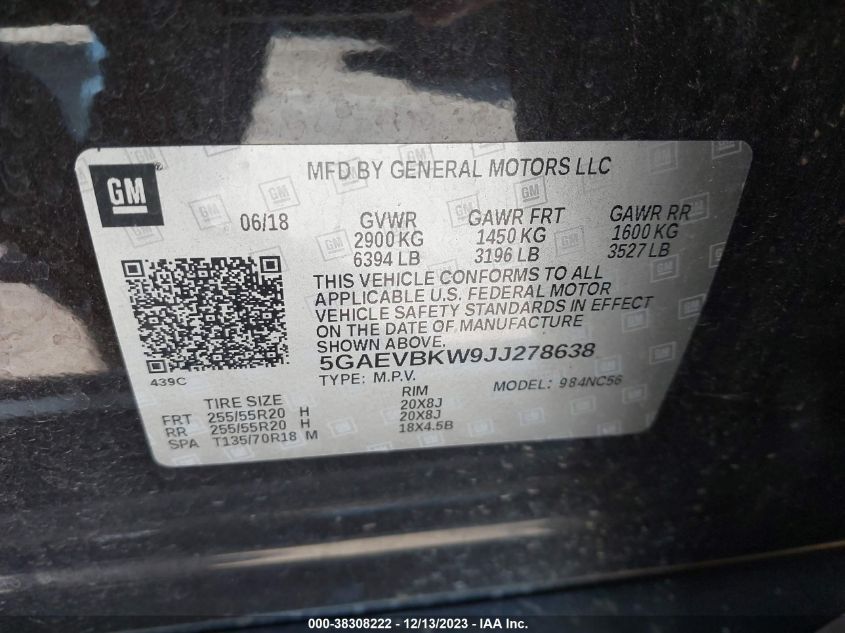 GM
MFD BY GENERAL MOTORS LLC
06/18
GVWR GAWR FRT GAWR RR
2900 KG 1450 KG 1600 KG
6394 LB 3196 LB 3527 LB
THIS VEHICLE CONFORMS TO ALL
APPLICABLE U.S. FEDERAL MOTOR
VEHICLE SAFETY STANDARDS IN EFFECT
ON THE DATE OF MANUFACTURE
SHOWN ABOVE.
5GAEVBKW9JJ278638
439C
TYPE: M.P.V. MODEL: 984NC56
TIRE SIZE RIM
FRT 255/55R20 H 20X8J
RR 255/55R20 H 20X8J
SPA T135/70R18 M 18X4.5B
000-38308222 - 12/13/2023 - IAA Inc.